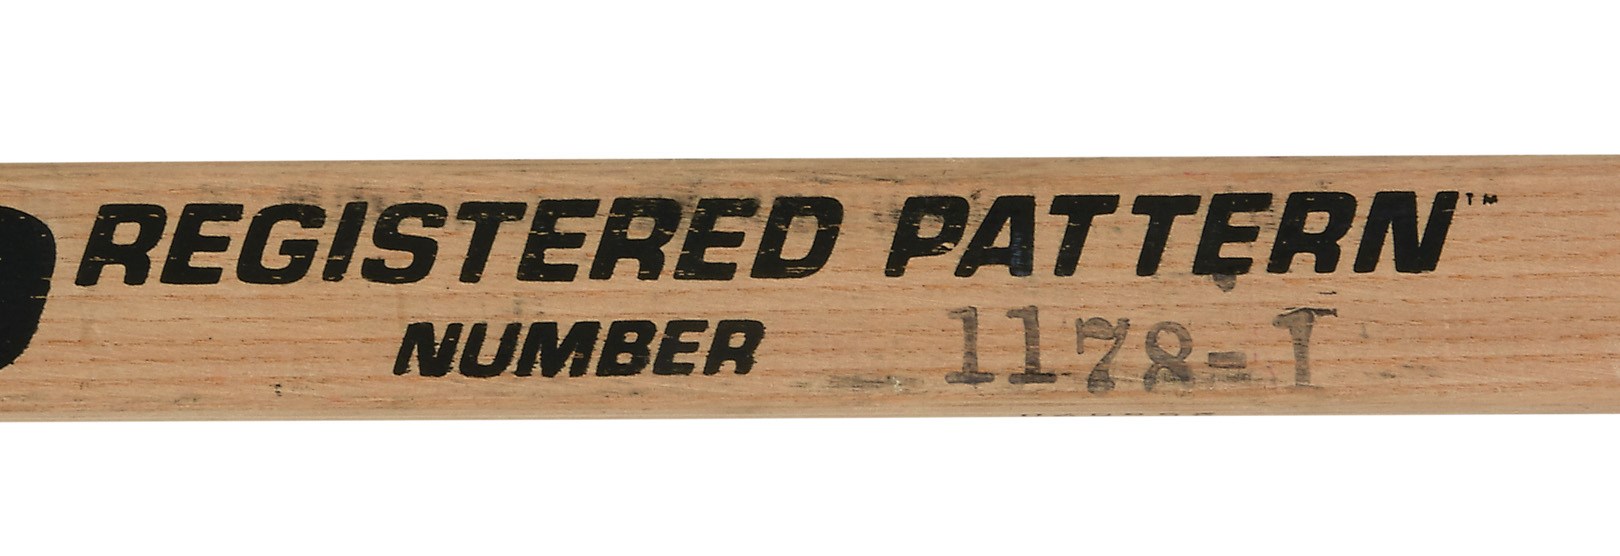 REGISTERED PATTERN™
NUMBER 1178-T